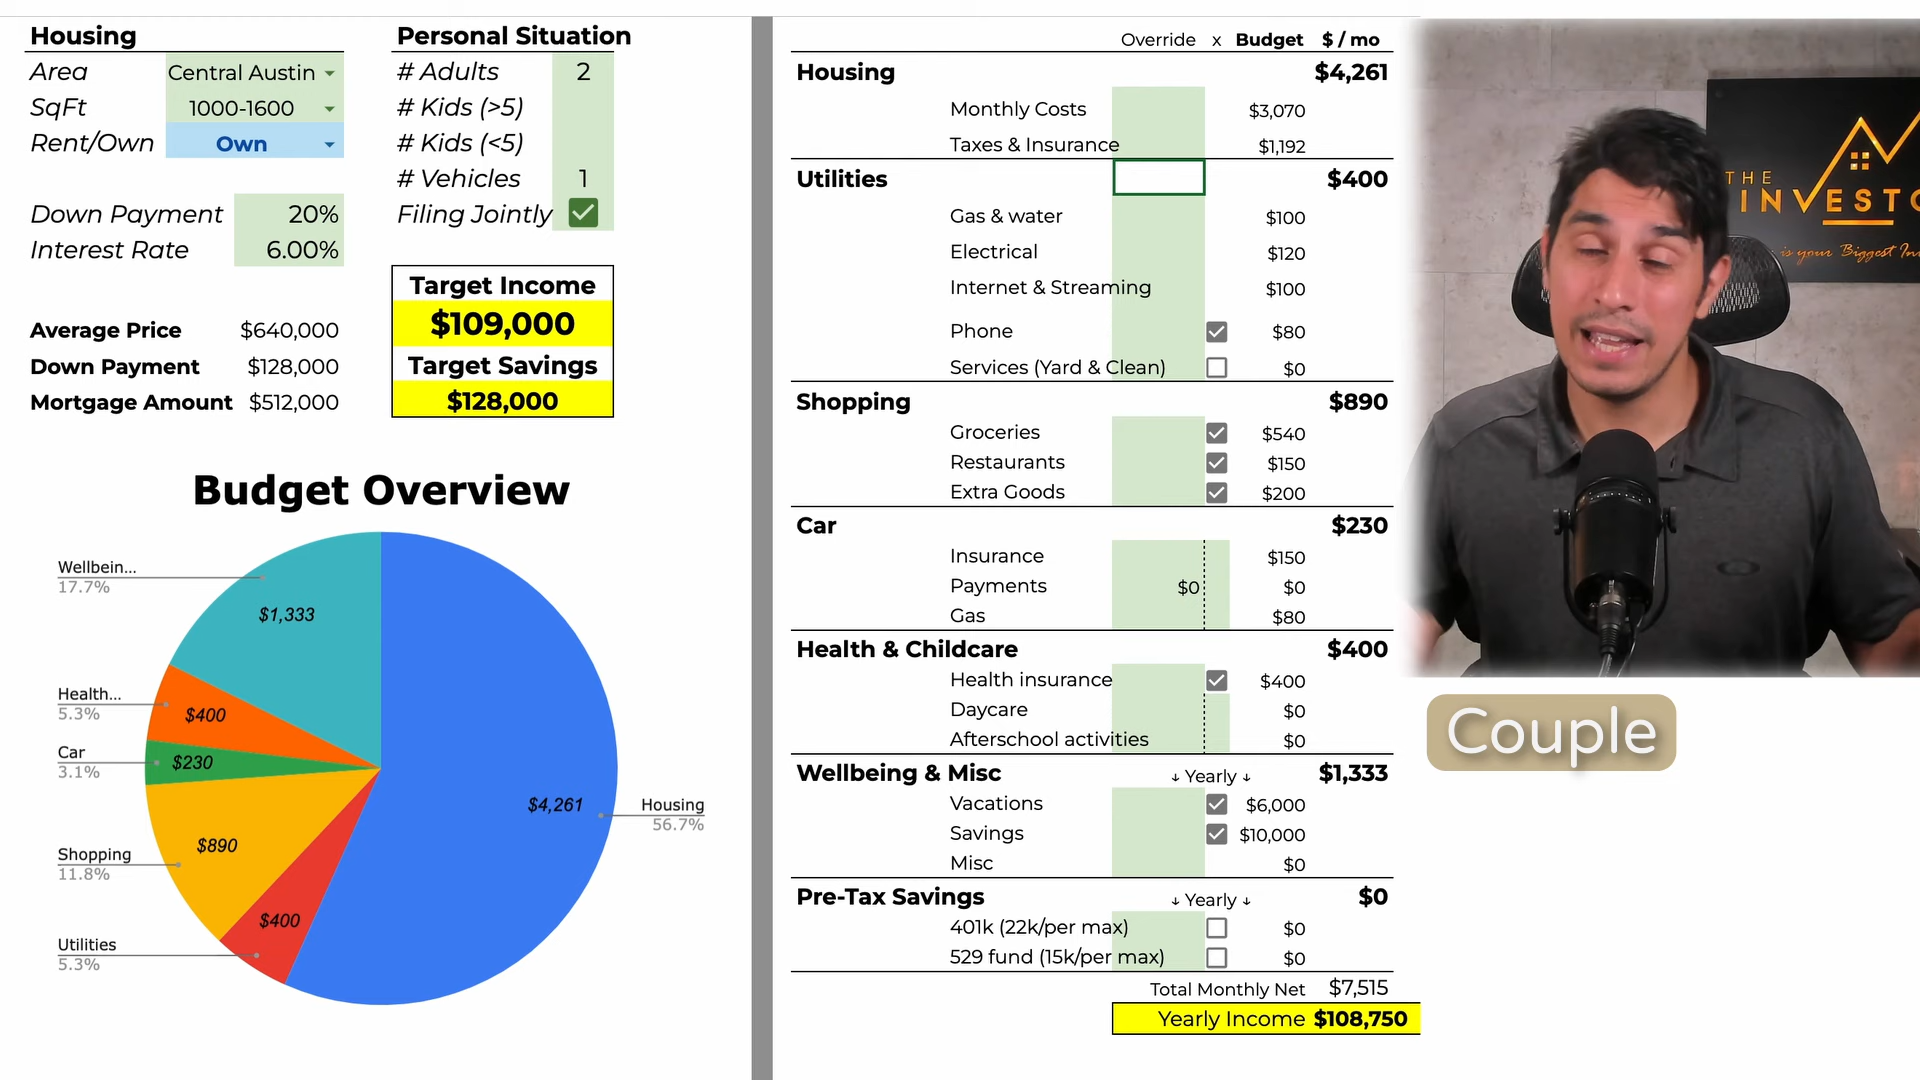 Housing
Area Central Austin
SqFt 1000-1600
Rent/Own Own
Down Payment 20%
Interest Rate 6.00%
Average Price $640,000
Down Payment $128,000
Mortgage Amount $512,000
Personal Situation
# Adults 2
# Kids (>5)
# Kids (<5)
# Vehicles 1
Filing Jointly
Target Income
$109,000
Target Savings
$128,000
Budget Overview
Wellbein...
17.7%
$1,333
Health...
5.3%
$400
Car
3.1%
$230
Shopping
11.8%
$890
Utilities
5.3%
$400
$4,261
Housing
56.7%
Override x Budget $ / mo
Housing $4,261
Monthly Costs $3,070
Taxes & Insurance $1,192
Utilities $400
Gas & water $100
Electrical $120
Internet & Streaming $100
Phone $80
Services (Yard & Clean) $0
Shopping $890
Groceries $540
Restaurants $150
Extra Goods $200
Car $230
Insurance $150
Payments $0 $0
Gas $80
Health & Childcare $400
Health insurance $400
Daycare $0
Afterschool activities $0
Wellbeing & Misc ↓ Yearly ↓ $1,333
Vacations $6,000
Savings $10,000
Misc $0
Pre-Tax Savings ↓ Yearly ↓ $0
401k (22k/per max) $0
529 fund (15k/per max) $0
Total Monthly Net $7,515
Yearly Income $108,750
THE
INVESTO
is your Biggest In
Couple